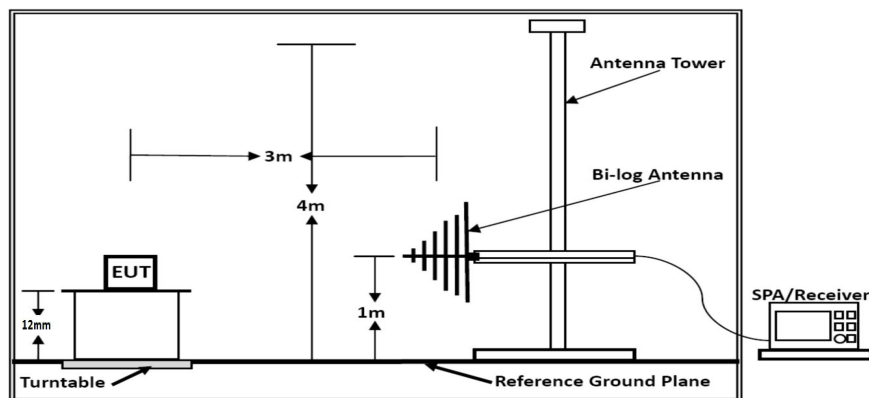 Antenna Tower
3m
Bi-log Antenna
4m
EUT
12mm
1m
SPA/Receiver
Turntable
Reference Ground Plane